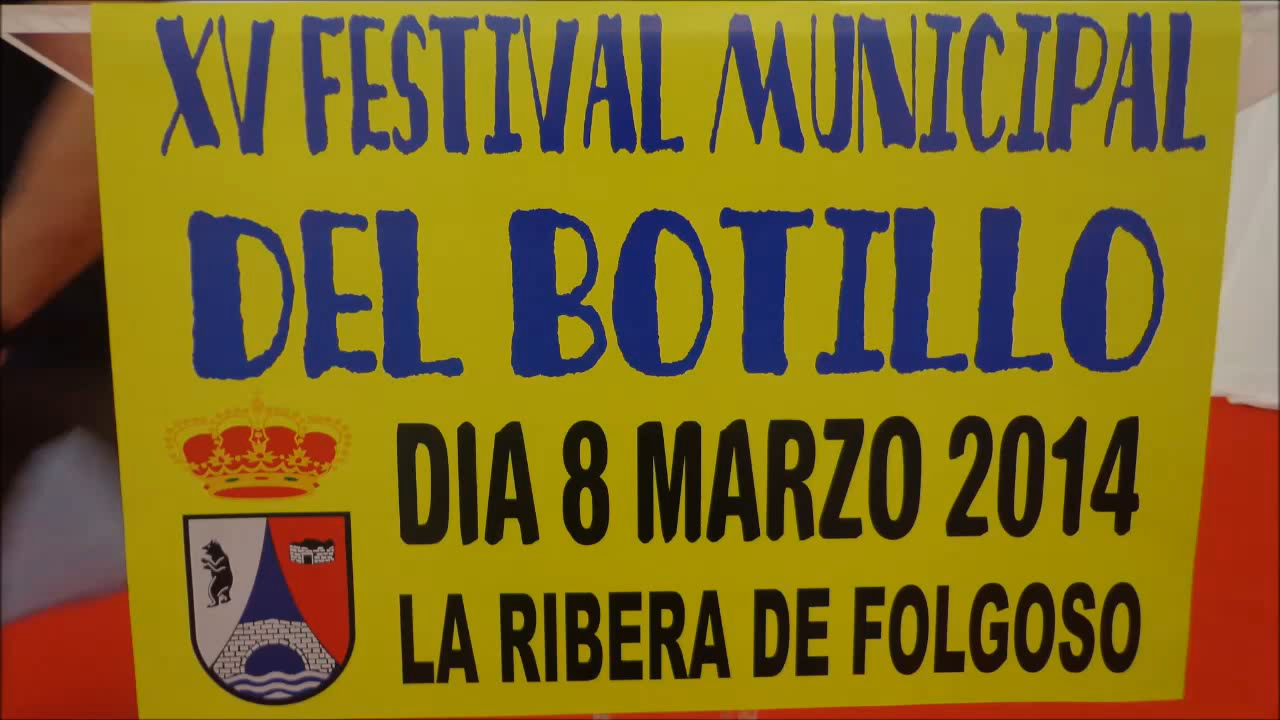 XV FESTIVAL MUNICIPAL
DEL BOTILLO
DIA 8 MARZO 2014
LA RIBERA DE FOLGOSO